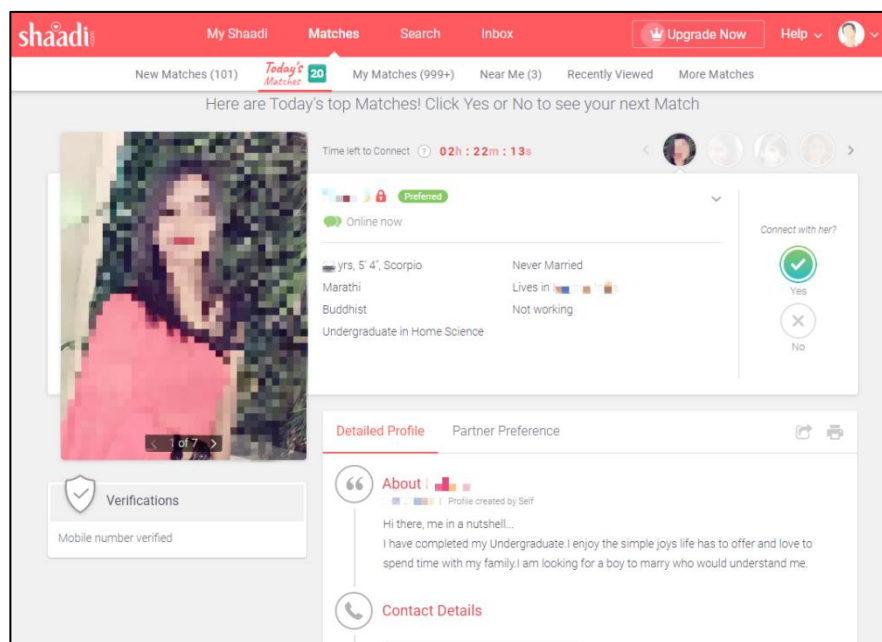 shaadi.com
My Shaadi Matches Search Inbox Upgrade Now Help
New Matches (101) Today's Matches 20 My Matches (999+) Near Me (3) Recently Viewed More Matches
Here are Today's top Matches! Click Yes or No to see your next Match
Time left to Connect ? 02h : 22m : 13s
Preferred
Online now
yrs, 5' 4", Scorpio Never Married
Marathi Lives in
Buddhist Not working
Undergraduate in Home Science
Connect with her?
Yes
No
1 of 7
Detailed Profile Partner Preference
Verifications
Mobile number verified
About
| Profile created by Self
Hi there, me in a nutshell...
I have completed my Undergraduate.I enjoy the simple joys life has to offer and love to
spend time with my family.I am looking for a boy to marry who would understand me.
Contact Details